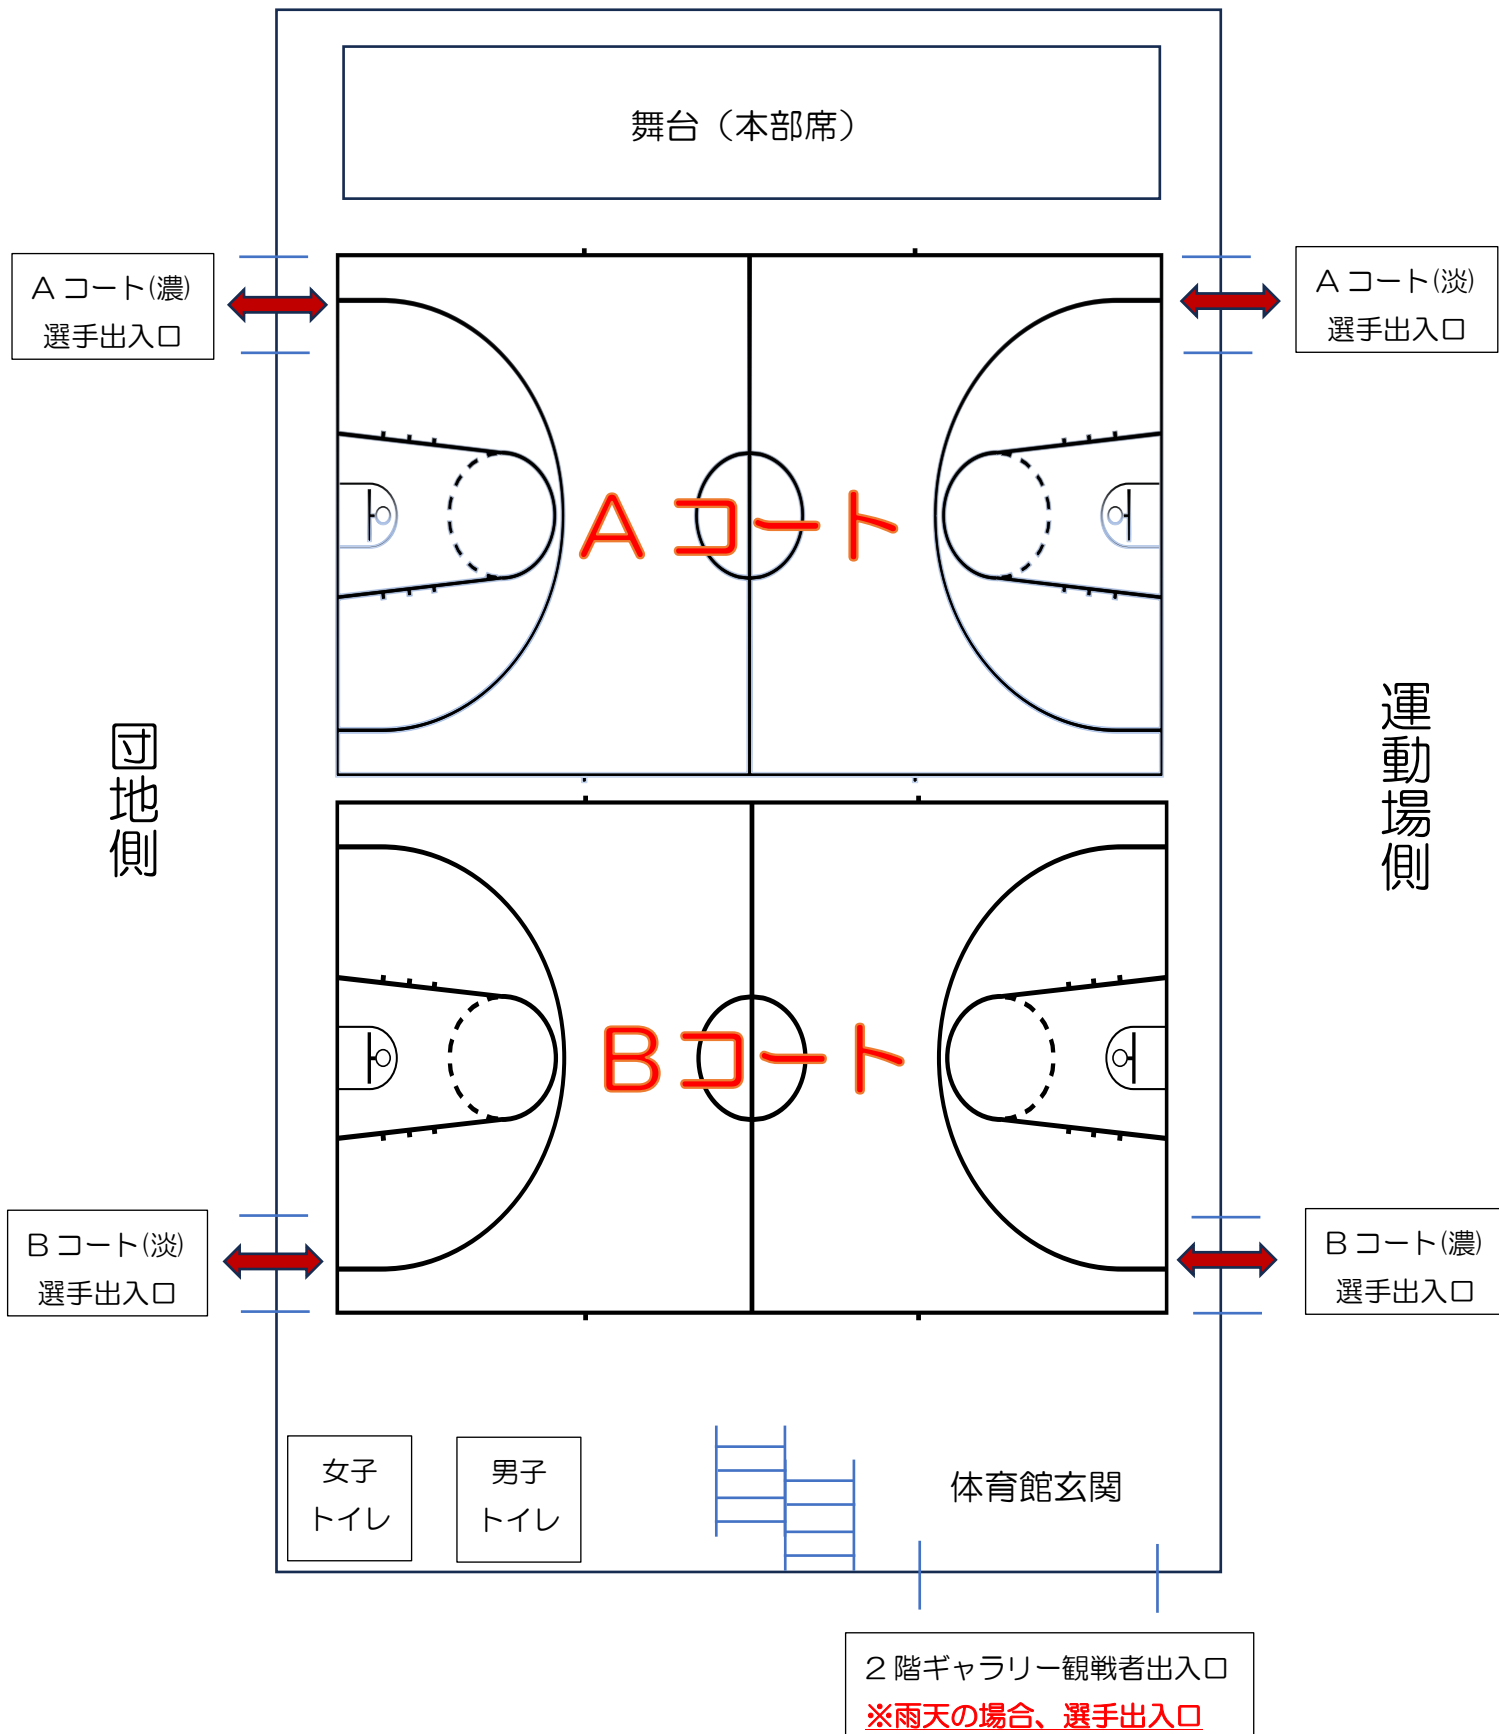 舞台（本部席）
Aコート(濃)
選手出入口
Aコート(淡)
選手出入口
Aコート
団地側
運動場側
Bコート
Bコート(淡)
選手出入口
Bコート(濃)
選手出入口
女子
トイレ
男子
トイレ
体育館玄関
2階ギャラリー観戦者出入口
※雨天の場合、選手出入口